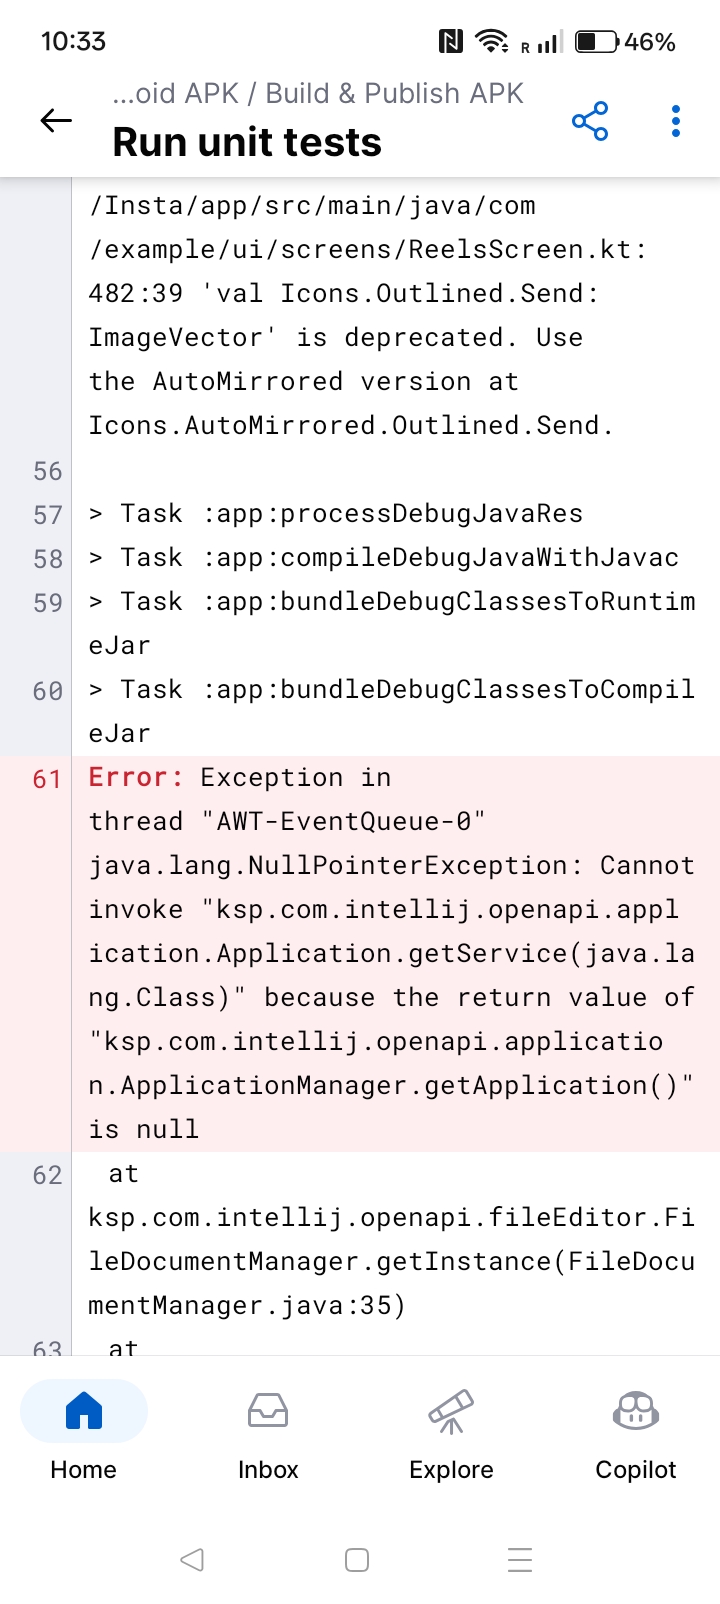 10:33
R
46%
...oid APK / Build & Publish APK
Run unit tests
/Insta/app/src/main/java/com
/example/ui/screens/ReelsScreen.kt:
482:39 'val Icons.Outlined.Send:
ImageVector' is deprecated. Use
the AutoMirrored version at
Icons.AutoMirrored.Outlined.Send.
56
57 > Task :app:processDebugJavaRes
58 > Task :app:compileDebugJavaWithJavac
59 > Task :app:bundleDebugClassesToRuntim
eJar
60 > Task :app:bundleDebugClassesToCompil
eJar
61 Error: Exception in
thread "AWT-EventQueue-0"
java.lang.NullPointerException: Cannot
invoke "ksp.com.intellij.openapi.appl
ication.Application.getService(java.la
ng.Class)" because the return value of
"ksp.com.intellij.openapi.applicatio
n.ApplicationManager.getApplication()"
is null
62 at
ksp.com.intellij.openapi.fileEditor.Fi
leDocumentManager.getInstance(FileDocu
mentManager.java:35)
63 at
Home
Inbox
Explore
Copilot